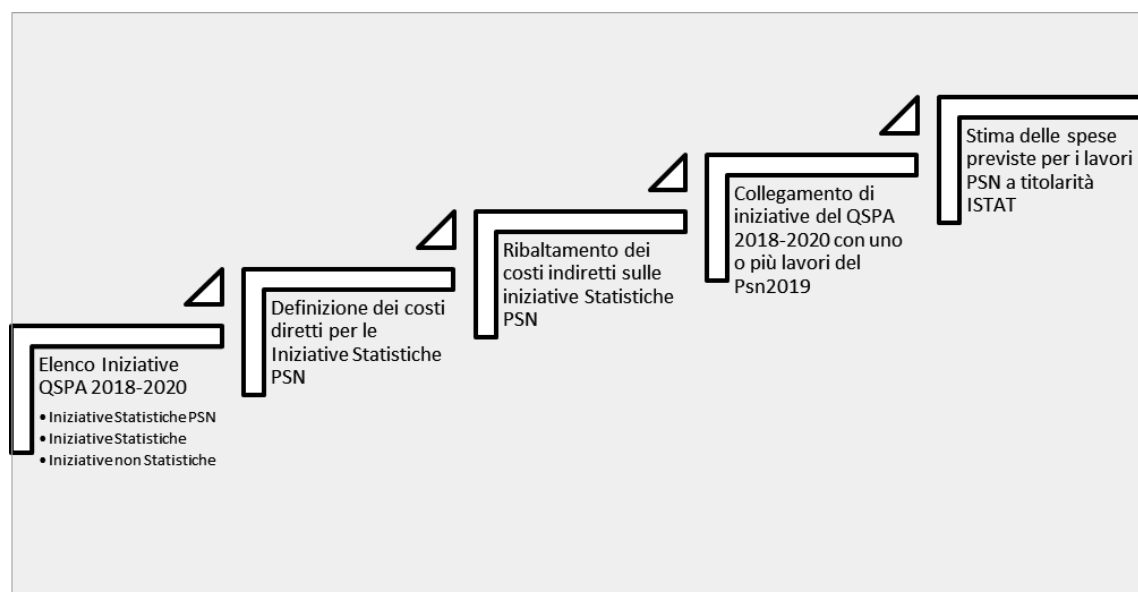 Elenco Iniziative
QSPA 2018-2020
• Iniziative Statistiche PSN
• Iniziative Statistiche
• Iniziative non Statistiche
Definizione dei costi
diretti per le
Iniziative Statistiche
PSN
Ribaltamento dei
costi indiretti sulle
iniziative Statistiche
PSN
Collegamento di
iniziative del QSPA
2018-2020 con uno
o più lavori del
Psn2019
Stima delle spese
previste per i lavori
PSN a titolarità
ISTAT